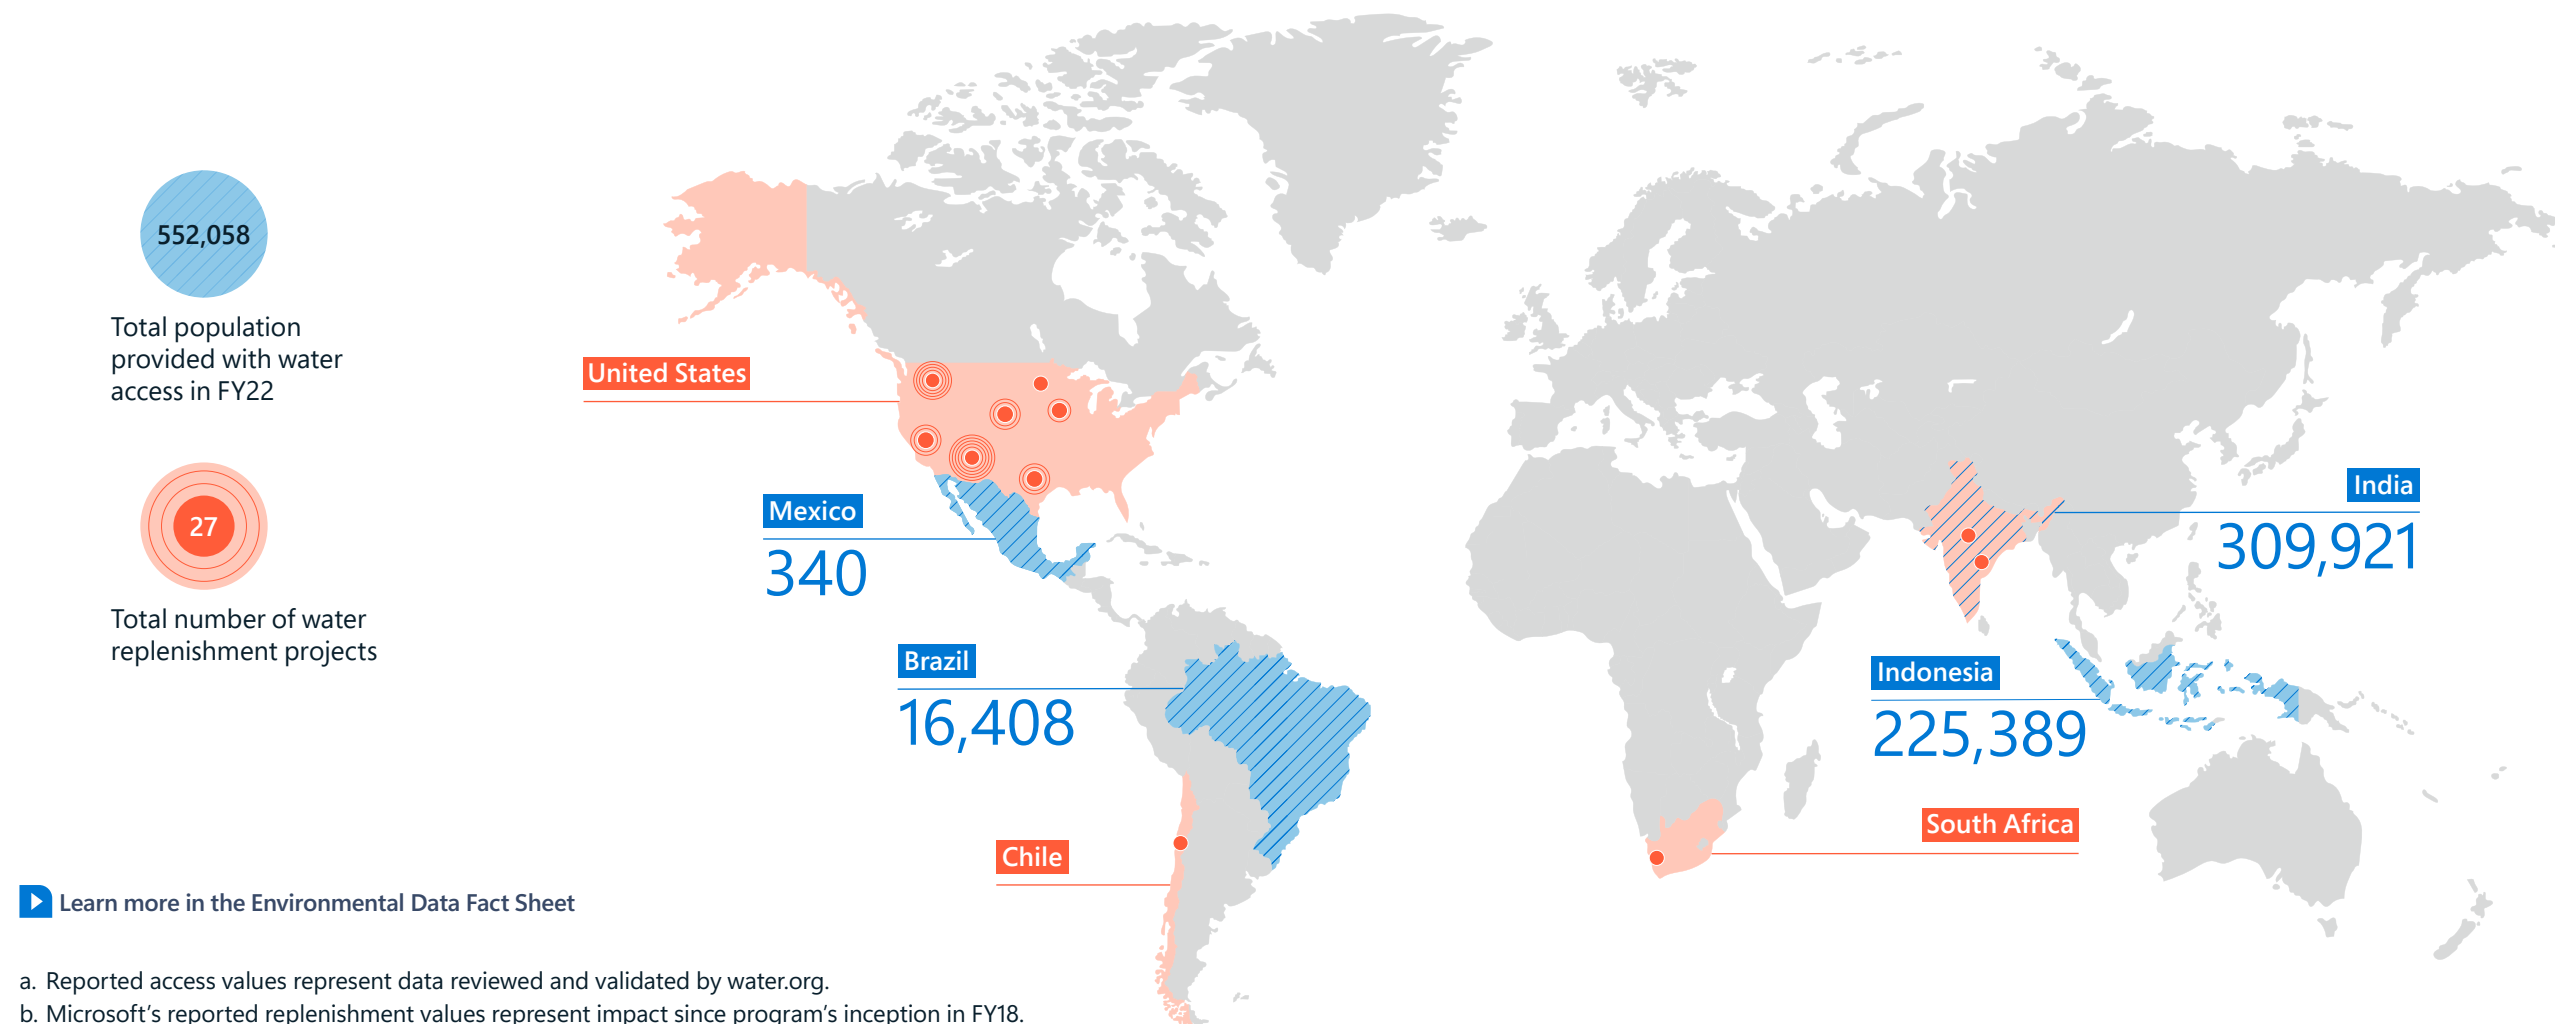 552,058
Total population
provided with water
access in FY22
27
Total number of water
replenishment projects
United States
Mexico
340
Brazil
16,408
Chile
India
309,921
Indonesia
225,389
South Africa
Learn more in the Environmental Data Fact Sheet
a. Reported access values represent data reviewed and validated by water.org.
b. Microsoft's reported replenishment values represent impact since program's inception in FY18.